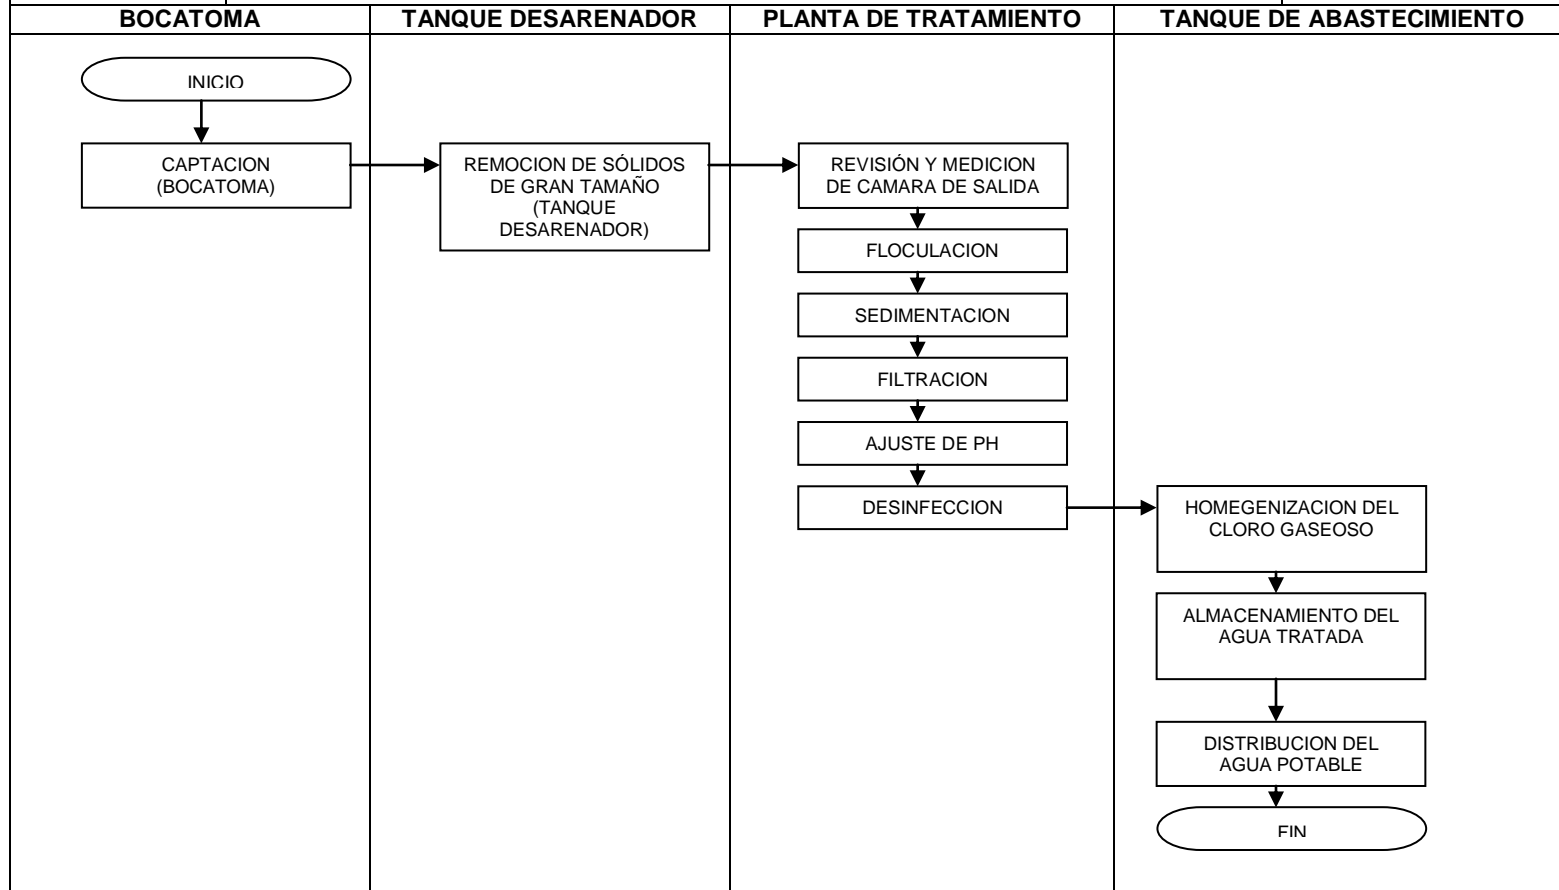 BOCATOMA
TANQUE DESARENADOR
PLANTA DE TRATAMIENTO
TANQUE DE ABASTECIMIENTO
INICIO
CAPTACION
(BOCATOMA)
REMOCION DE SÓLIDOS
DE GRAN TAMAÑO
(TANQUE
DESARENADOR)
REVISIÓN Y MEDICION
DE CAMARA DE SALIDA
FLOCULACION
SEDIMENTACION
FILTRACION
AJUSTE DE PH
DESINFECCION
HOMEGENIZACION DEL
CLORO GASEOSO
ALMACENAMIENTO DEL
AGUA TRATADA
DISTRIBUCION DEL
AGUA POTABLE
FIN